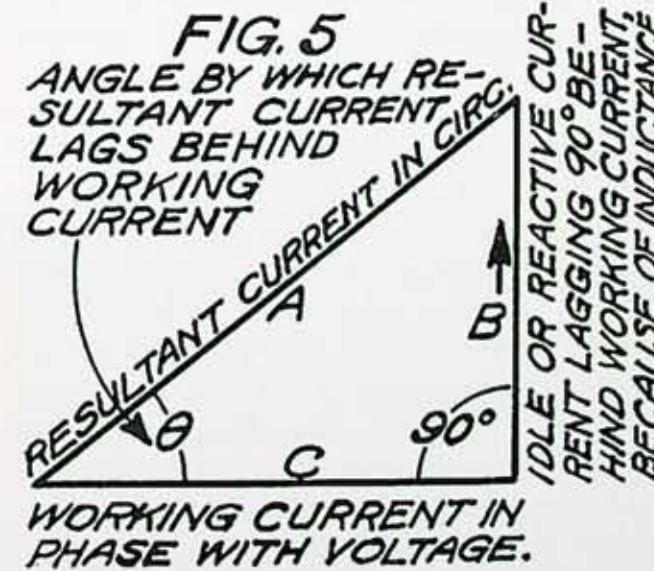 FIG. 5
ANGLE BY WHICH RE-
SULTANT CURRENT
LAGS BEHIND
WORKING
CURRENT
RESULTANT CURRENT IN CIRC.
A
B
θ
90°
C
WORKING CURRENT IN
PHASE WITH VOLTAGE.
IDLE OR REACTIVE CUR-
RENT LAGGING 90° BE-
HIND WORKING CURRENT,
BECAUSE OF INDUCTANCE